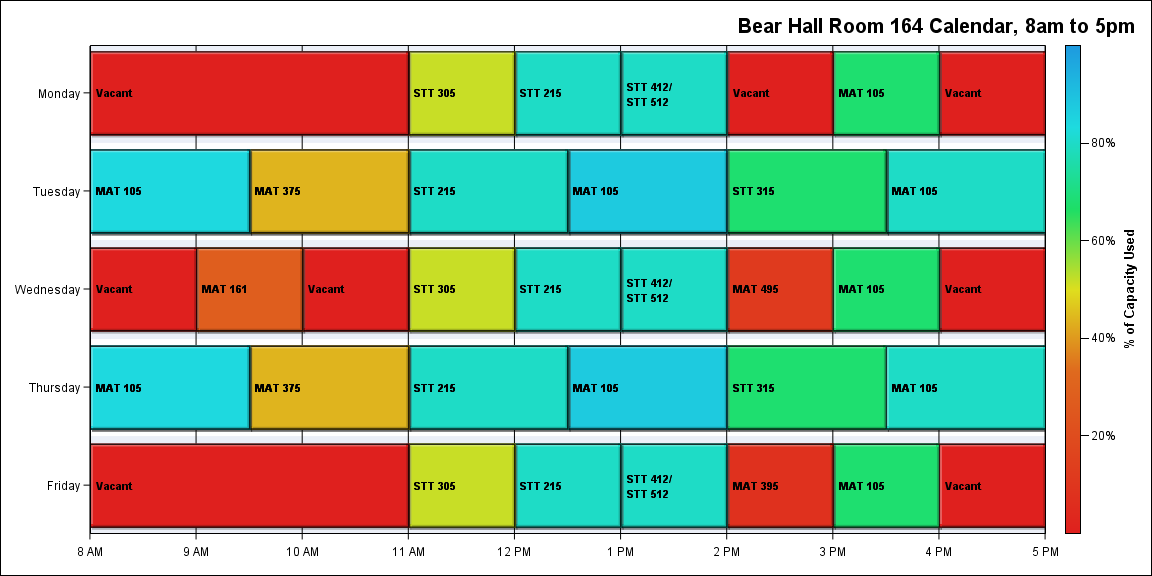 Bear Hall Room 164 Calendar, 8am to 5pm
Monday
Vacant
STT 305
STT 215
STT 412/
STT 512
Vacant
MAT 105
Vacant
Tuesday
MAT 105
MAT 375
STT 215
MAT 105
STT 315
MAT 105
Wednesday
Vacant
MAT 161
Vacant
STT 305
STT 215
STT 412/
STT 512
MAT 495
MAT 105
Vacant
Thursday
MAT 105
MAT 375
STT 215
MAT 105
STT 315
MAT 105
Friday
Vacant
STT 305
STT 215
STT 412/
STT 512
MAT 395
MAT 105
Vacant
8 AM
9 AM
10 AM
11 AM
12 PM
1 PM
2 PM
3 PM
4 PM
5 PM
80%
60%
40%
20%
% of Capacity Used